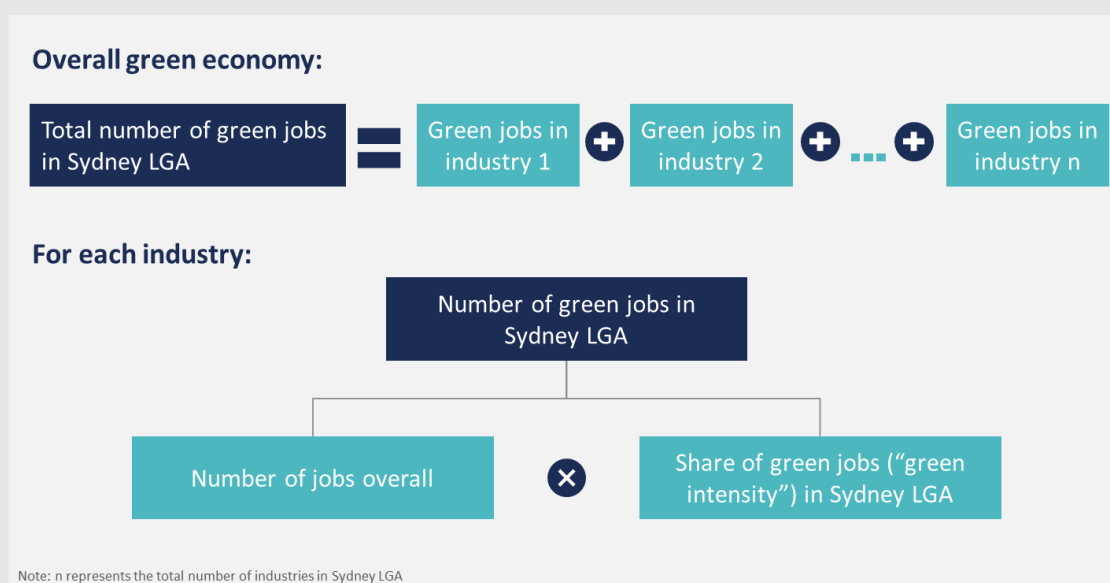 Overall green economy:
Total number of green jobs
in Sydney LGA
Green jobs in
industry 1
Green jobs in
industry 2
...
Green jobs in
industry n
For each industry:
Number of green jobs in
Sydney LGA
Number of jobs overall
Share of green jobs (“green
intensity”) in Sydney LGA
Note: n represents the total number of industries in Sydney LGA